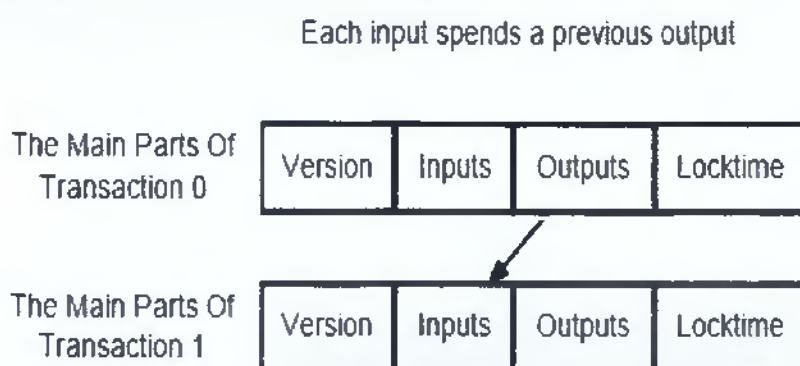 Each input spends a previous output
The Main Parts Of
Transaction 0
Version Inputs Outputs Locktime
The Main Parts Of
Transaction 1
Version Inputs Outputs Locktime